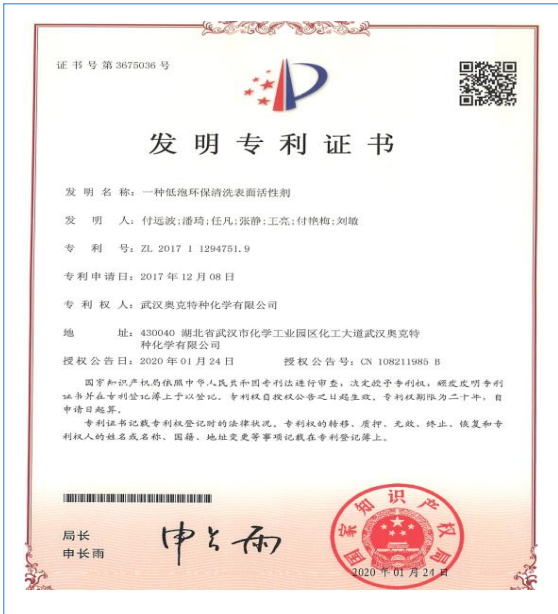 证书号第3675036号
发明专利证书
发明名称：一种低泡环保清洗表面活性剂
发明人：付远波;潘琦;任凡;张静;王亮;付艳梅;刘敏
专利号：ZL 2017 1 1294751.9
专利申请日：2017年12月08日
专利权人：武汉奥克特种化学有限公司
地址：430040 湖北省武汉市化学工业园区化工大道武汉奥克特
种化学有限公司
授权公告日：2020年01月24日 授权公告号：CN 108211985 B
国家知识产权局依照中华人民共和国专利法进行审查，决定授予专利权，颁发发明专利
证书并在专利登记簿上予以登记。专利权自授权公告之日起生效。专利权期限为二十年，自
申请日起算。
专利证书记载专利权登记时的法律状况。专利权的转移、质押、无效、终止、恢复和专
利权人的姓名或名称、国籍、地址变更等事项记载在专利登记簿上。
局长
申长雨
申长雨
国家知识产权局
2020年01月24日